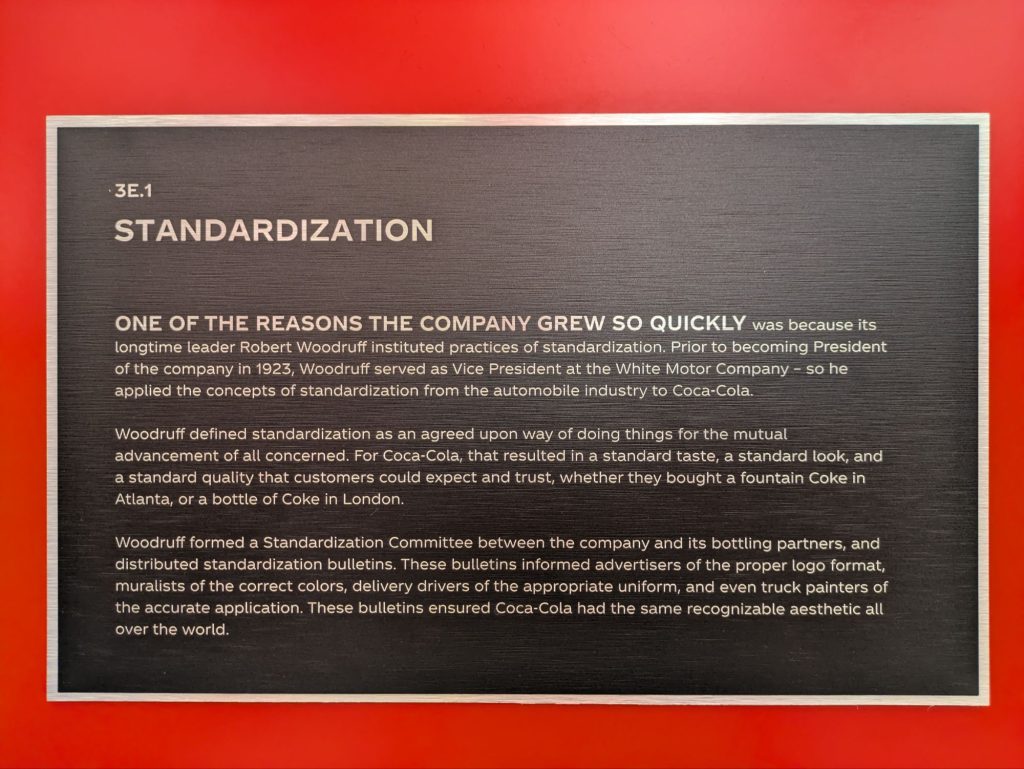 3E.1
STANDARDIZATION
ONE OF THE REASONS THE COMPANY GREW SO QUICKLY was because its
longtime leader Robert Woodruff instituted practices of standardization. Prior to becoming President
of the company in 1923, Woodruff served as Vice President at the White Motor Company – so he
applied the concepts of standardization from the automobile industry to Coca-Cola.
Woodruff defined standardization as an agreed upon way of doing things for the mutual
advancement of all concerned. For Coca-Cola, that resulted in a standard taste, a standard look, and
a standard quality that customers could expect and trust, whether they bought a fountain Coke in
Atlanta, or a bottle of Coke in London.
Woodruff formed a Standardization Committee between the company and its bottling partners, and
distributed standardization bulletins. These bulletins informed advertisers of the proper logo format,
muralists of the correct colors, delivery drivers of the appropriate uniform, and even truck painters of
the accurate application. These bulletins ensured Coca-Cola had the same recognizable aesthetic all
over the world.